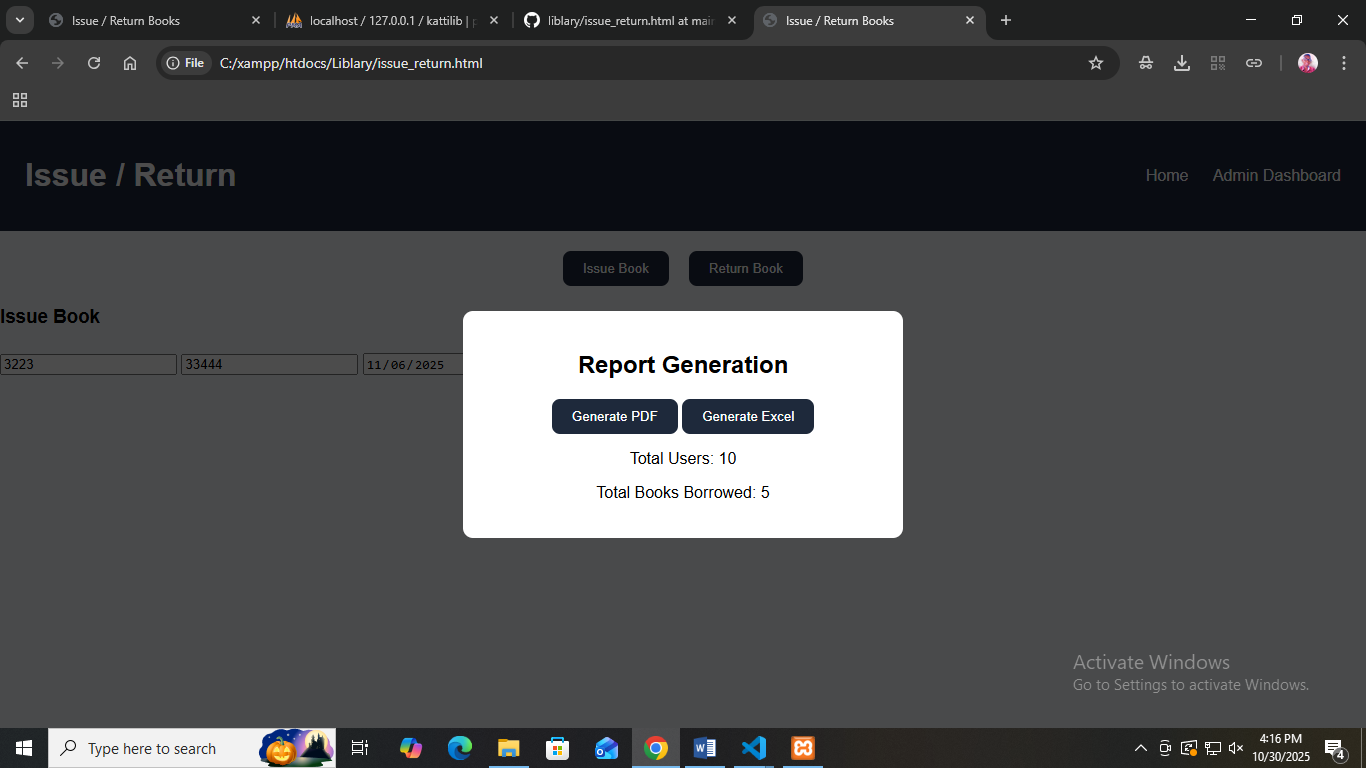 Issue / Return Books
localhost / 127.0.0.1 / kattilib | p
liblary/issue_return.html at main
Issue / Return Books
File
C:/xampp/htdocs/Liblary/issue_return.html
Issue / Return
Home
Admin Dashboard
Issue Book
Return Book
Issue Book
3223
33444
11/06/2025
Report Generation
Generate PDF
Generate Excel
Total Users: 10
Total Books Borrowed: 5
Activate Windows
Go to Settings to activate Windows.
Type here to search
4:16 PM
10/30/2025
4